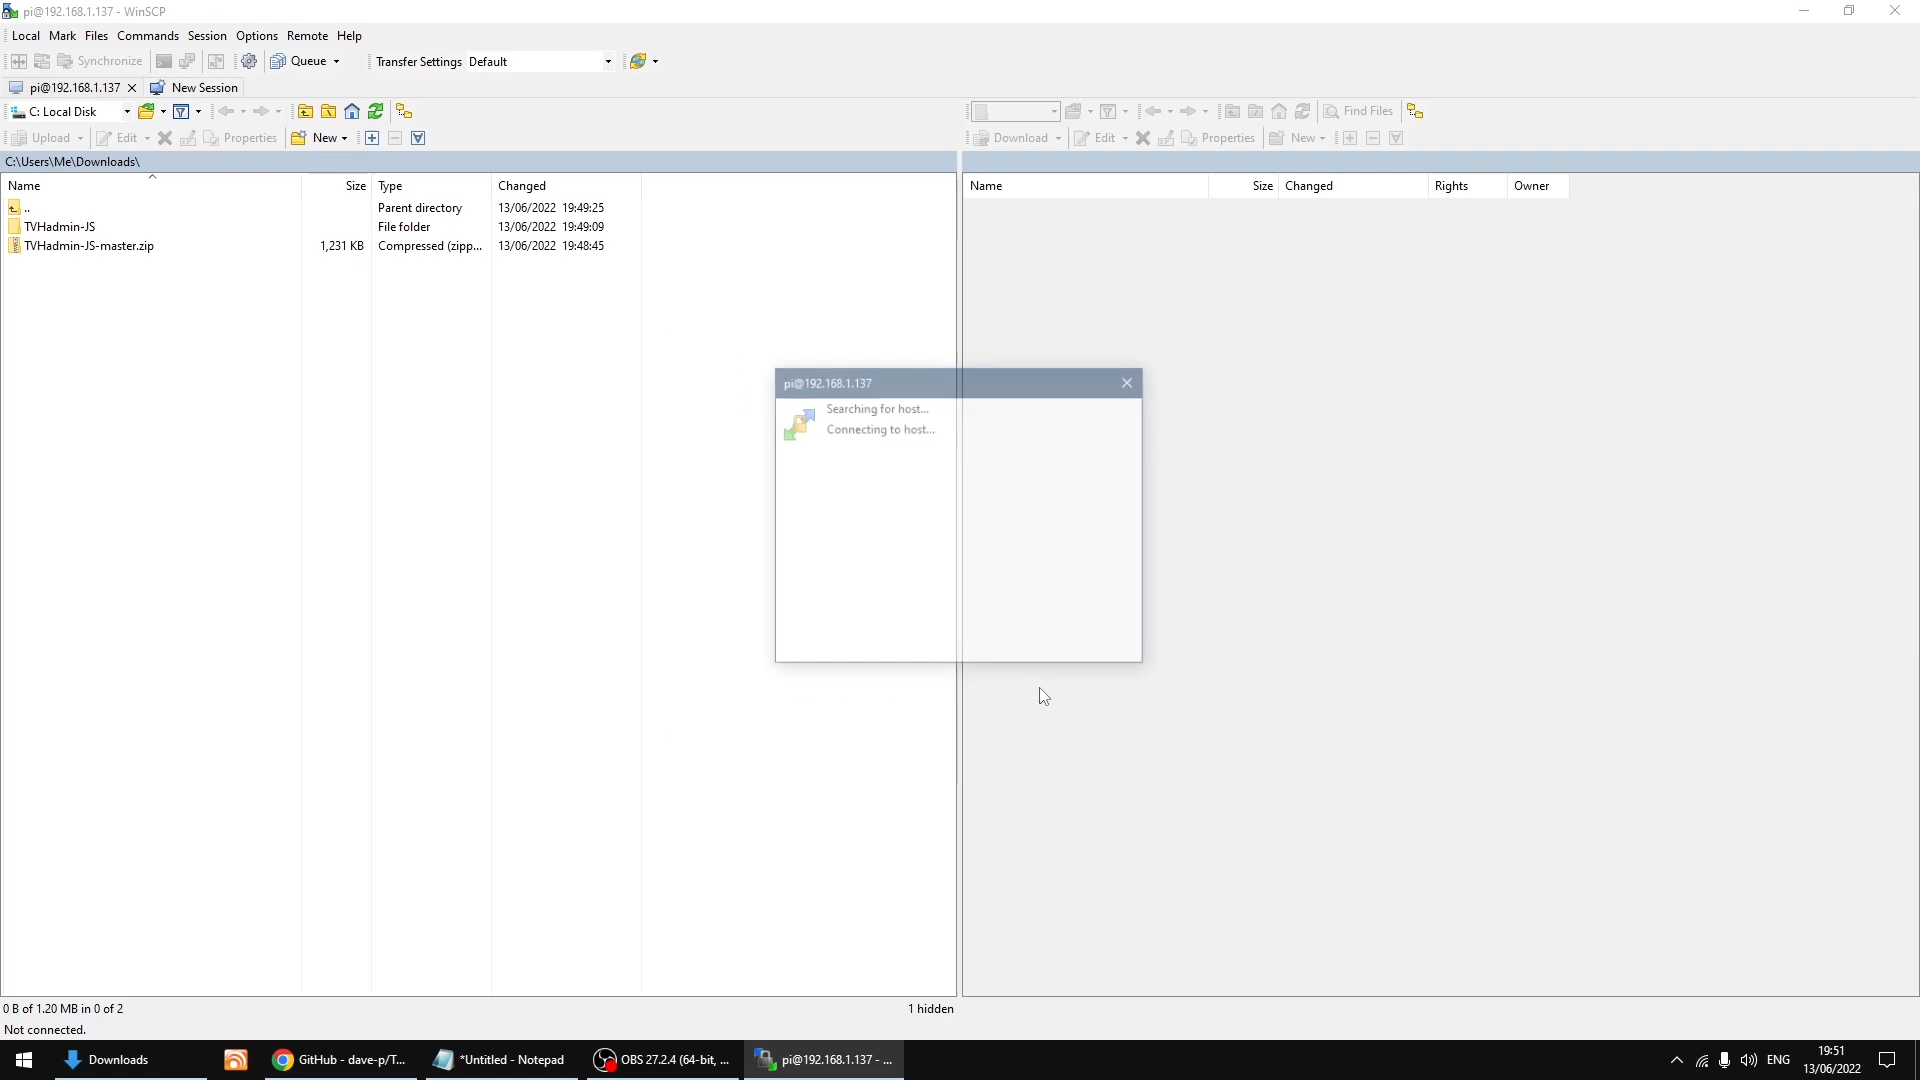 pi@192.168.1.137 - WinSCP
Local Mark Files Commands Session Options Remote Help
Synchronize Queue Transfer Settings Default
pi@192.168.1.137 New Session
C: Local Disk Find Files
Upload Edit Properties New Download Edit Properties New
C:\Users\Me\Downloads\
Name Size Type Changed Name Size Changed Rights Owner
.. Parent directory 13/06/2022 19:49:25
TVHadmin-JS File folder 13/06/2022 19:49:09
TVHadmin-JS-master.zip 1,231 KB Compressed (zipp... 13/06/2022 19:48:45
pi@192.168.1.137
Searching for host...
Connecting to host...
0 B of 1.20 MB in 0 of 2 1 hidden
Not connected.
Downloads GitHub - dave-p/T... *Untitled - Notepad OBS 27.2.4 (64-bit, ... pi@192.168.1.137 - ... ENG 19:51
13/06/2022